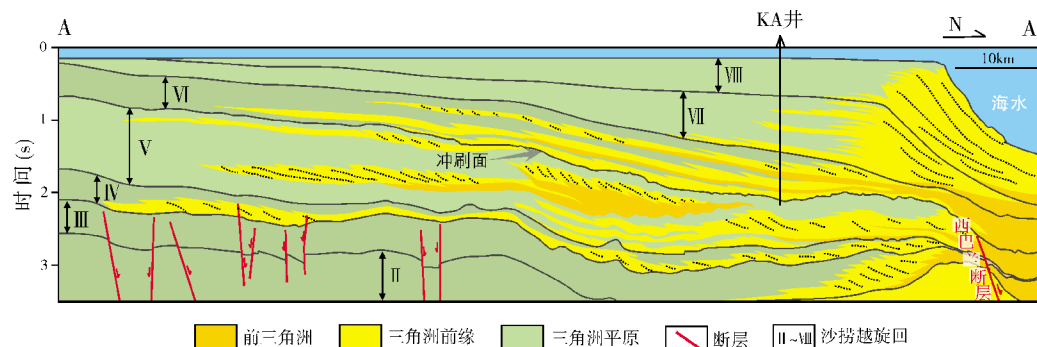 KA井
A
N
A
0
10km
Ⅷ
Ⅵ
海水
Ⅶ
1
Ⅴ
冲刷面
时间(s)
Ⅳ
2
Ⅲ
西巴兰断层
Ⅱ
3
前三角洲
三角洲前缘
三角洲平原
断层
Ⅱ~Ⅷ 沙捞越旋回